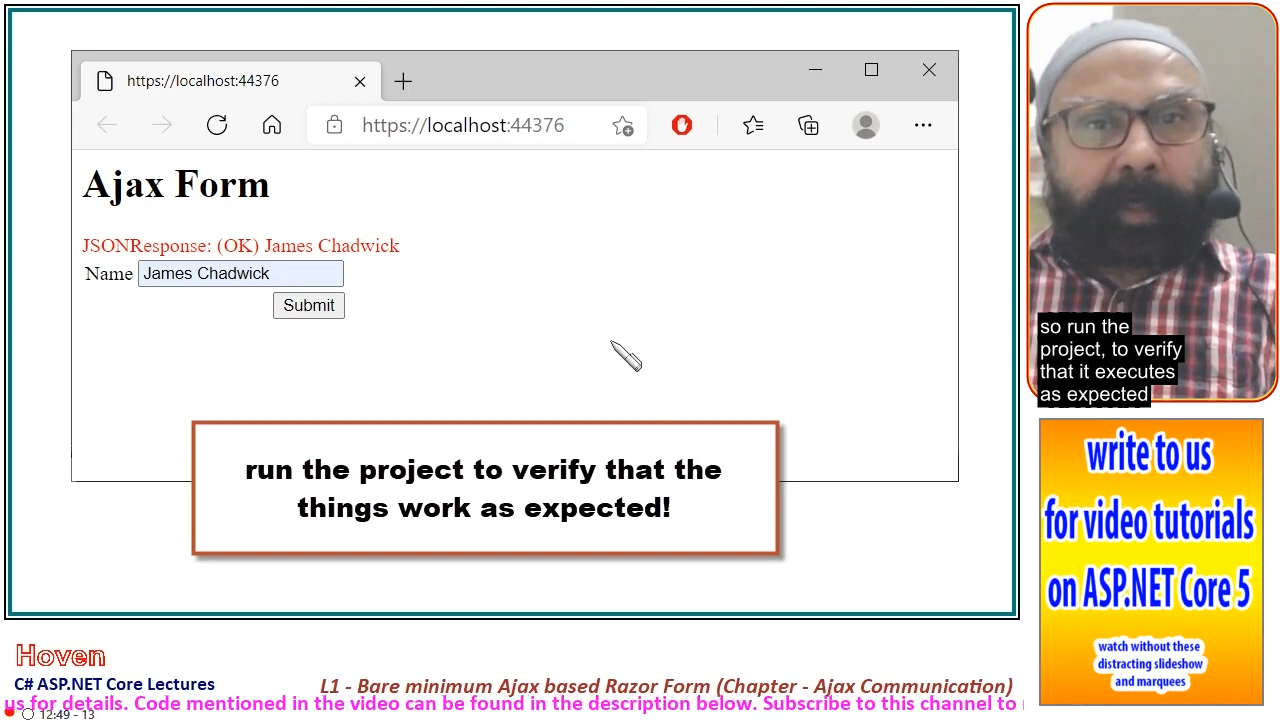 https://localhost:44376
https://localhost:44376
Ajax Form
JSONResponse: (OK) James Chadwick
Name James Chadwick
Submit
run the project to verify that the
things work as expected!
so run the
project, to verify
that it executes
as expected
write to us
for video tutorials
on ASP.NET Core 5
watch without these
distracting slideshow
and marquees
Hoven
C# ASP.NET Core Lectures
L1 - Bare minimum Ajax based Razor Form (Chapter - Ajax Communication)
us for details. Code mentioned in the video can be found in the description below. Subscribe to this channel to
12:49 - 13